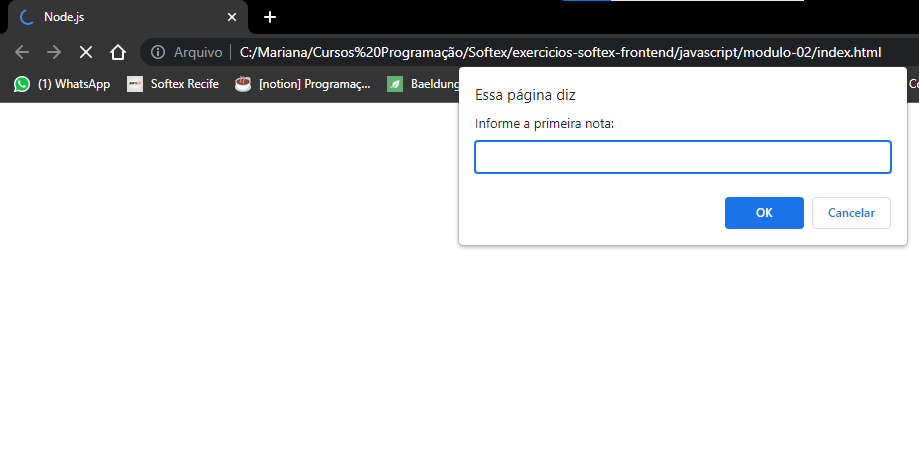 Node.js
Arquivo C:/Mariana/Cursos%20Programação/Softex/exercicios-softex-frontend/javascript/modulo-02/index.html
(1) WhatsApp Softex Recife [notion] Programaç... Baeldung Co
Essa página diz
Informe a primeira nota:
OK Cancelar